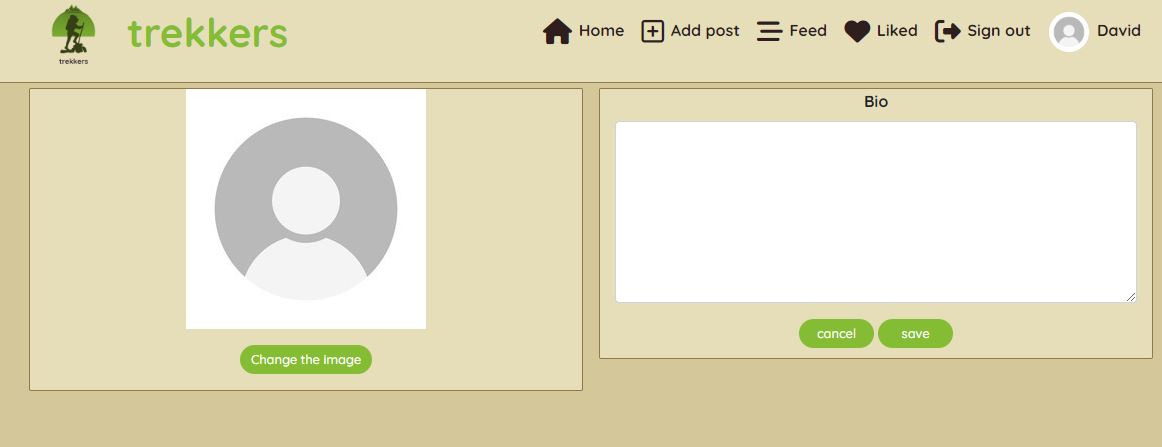 trekkers
trekkers
Home
Add post
Feed
Liked
Sign out
David
Change the image
Bio
cancel
save